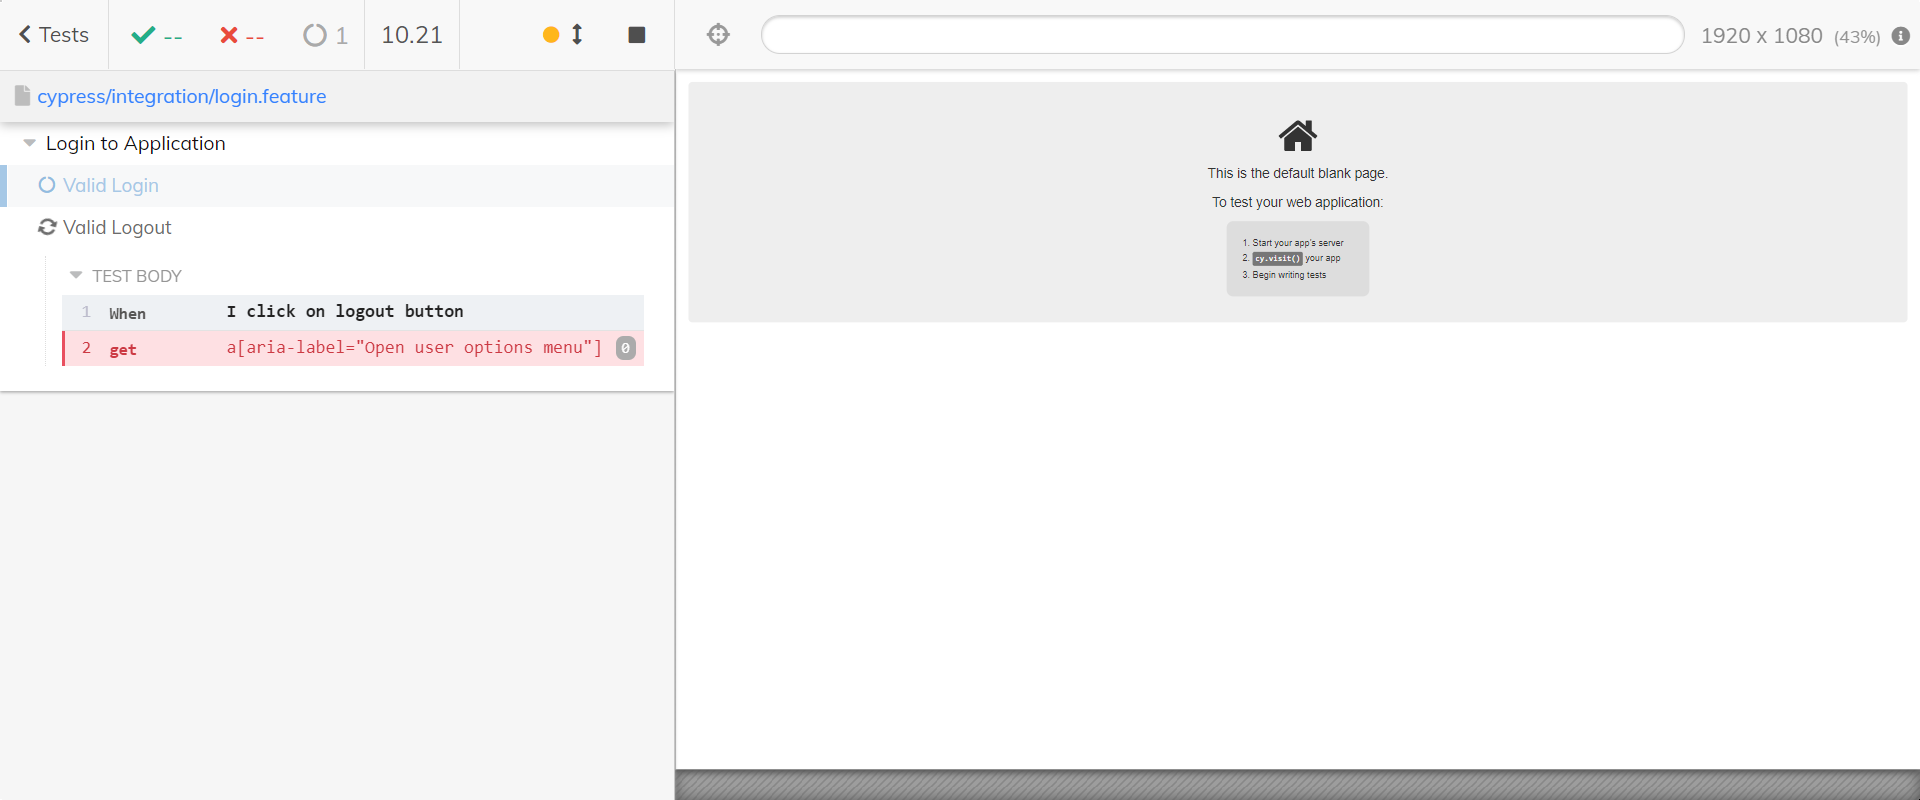 Tests -- -- 1 10.21
1920 x 1080 (43%)
cypress/integration/login.feature
Login to Application
Valid Login
Valid Logout
TEST BODY
1 When I click on logout button
2 get a[aria-label="Open user options menu"] 0
This is the default blank page.
To test your web application:
1. Start your app's server
2. cy.visit() your app
3. Begin writing tests